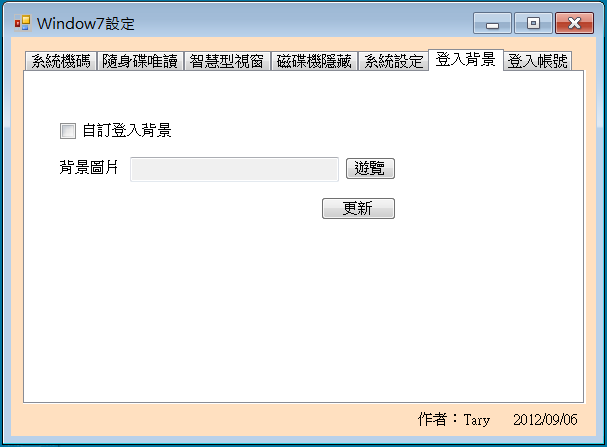 Window7設定
系統機碼 隨身碟唯讀 智慧型視窗 磁碟機隱藏 系統設定 登入背景 登入帳號
自訂登入背景
背景圖片 遊覽
更新
作者：Tary 2012/09/06